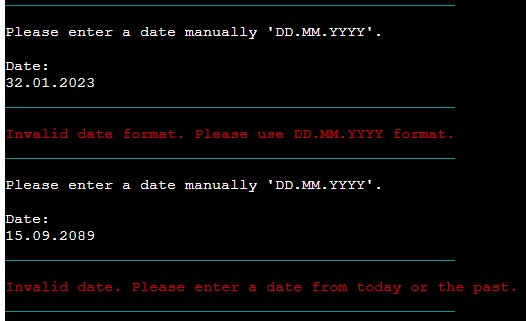 Please enter a date manually 'DD.MM.YYYY'.
Date:
32.01.2023
Invalid date format. Please use DD.MM.YYYY format.
Please enter a date manually 'DD.MM.YYYY'.
Date:
15.09.2089
Invalid date. Please enter a date from today or the past.